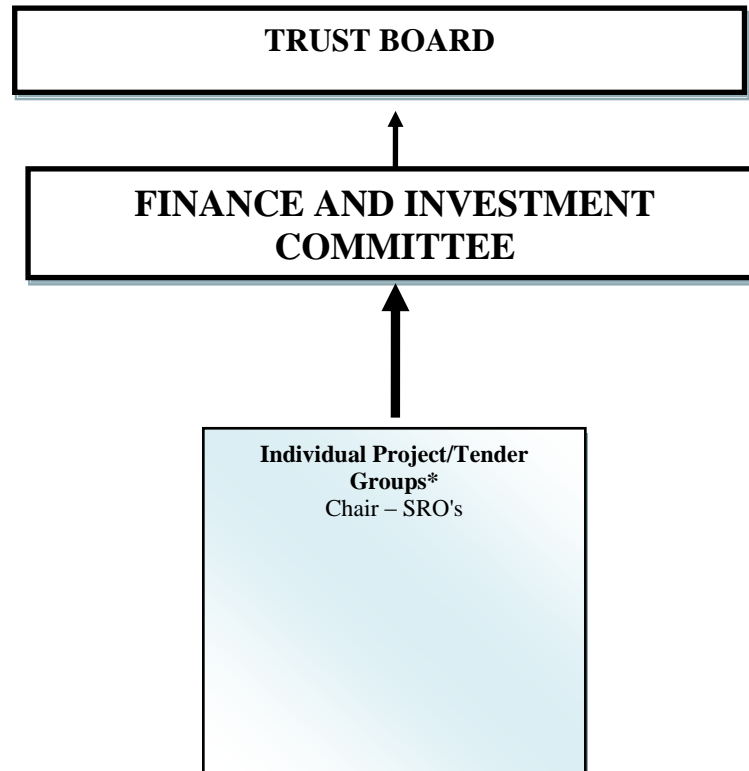 TRUST BOARD
FINANCE AND INVESTMENT
COMMITTEE
Individual Project/Tender
Groups*
Chair – SRO's